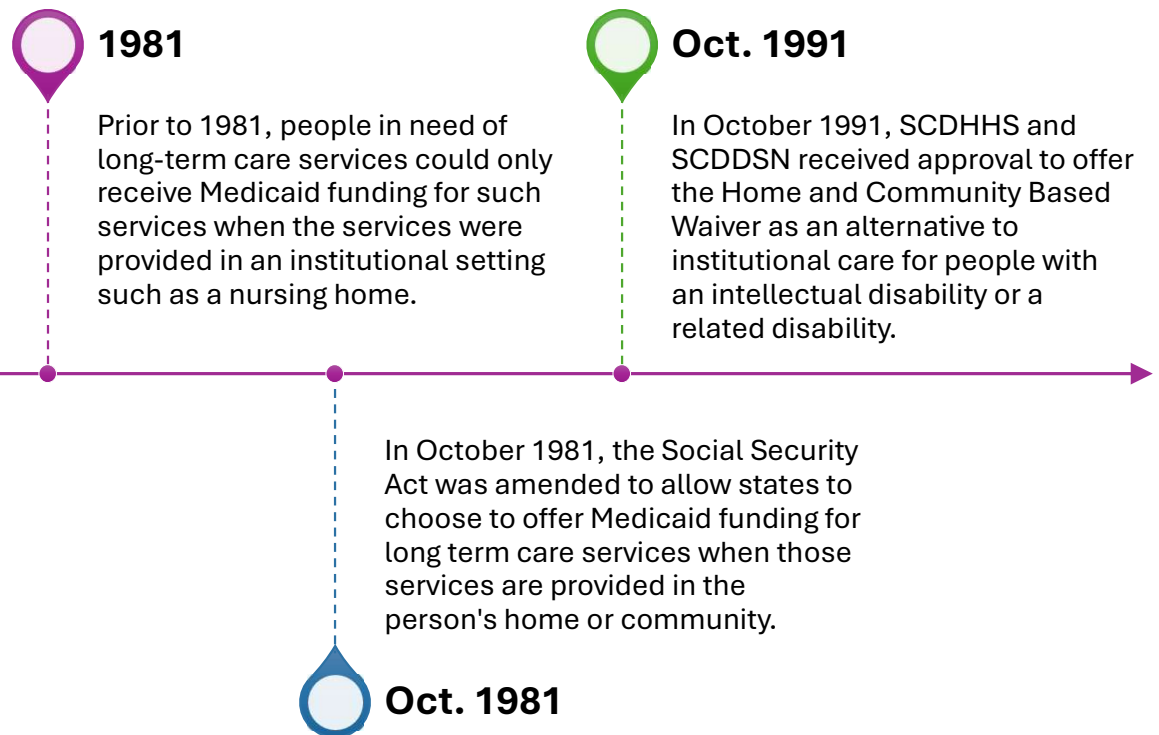 1981
Prior to 1981, people in need of
long-term care services could only
receive Medicaid funding for such
services when the services were
provided in an institutional setting
such as a nursing home.
In October 1981, the Social Security
Act was amended to allow states to
choose to offer Medicaid funding for
long term care services when those
services are provided in the
person's home or community.
Oct. 1981
Oct. 1991
In October 1991, SCDHHS and
SCDDSN received approval to offer
the Home and Community Based
Waiver as an alternative to
institutional care for people with
an intellectual disability or a
related disability.